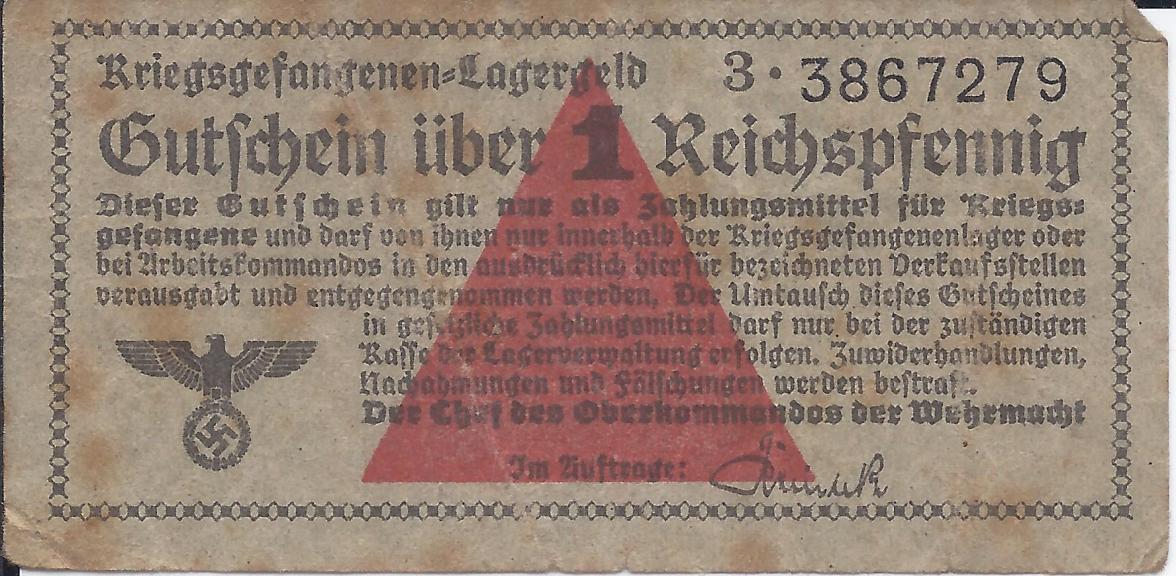 Kriegsgefangenen-Lagergeld 3·3867279
Gutschein über 1 Reichspfennig
Dieser Gutschein gilt nur als Zahlungsmittel für Kriegs-
gefangene und darf von ihnen nur innerhalb der Kriegsgefangenenlager oder
bei Arbeitskommandos in den ausdrücklich hierfür bezeichneten Verkaufsstellen
verausgabt und entgegengenommen werden. Der Umtausch dieses Gutscheines
in gesetzliche Zahlungsmittel darf nur bei der zuständigen
Kasse der Lagerverwaltung erfolgen. Zuwiderhandlungen,
Nachahmungen und Fälschungen werden bestraft.
Der Chef des Oberkommandos der Wehrmacht
Im Auftrage: